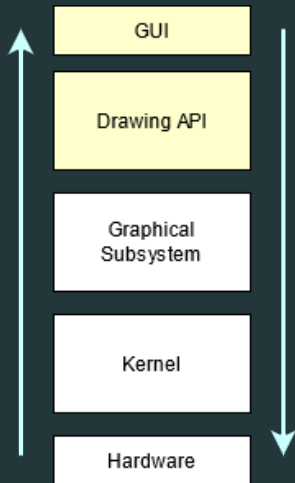 GUI
Drawing API
Graphical
Subsystem
Kernel
Hardware